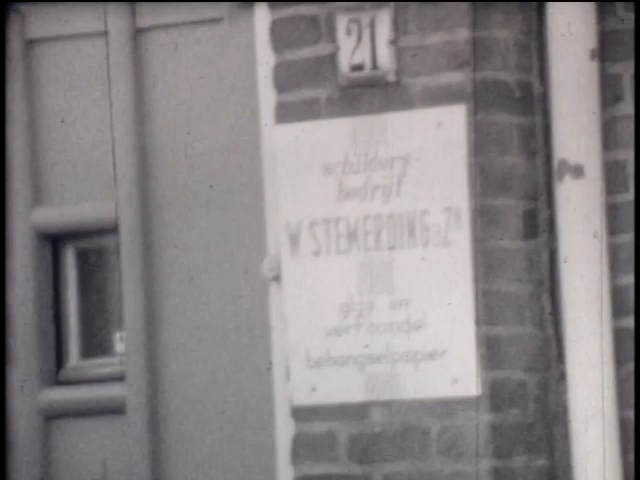 21
schilders-
bedrijf
W. STEMERDING & Zn
glas en
verfhandel
behangselpapier